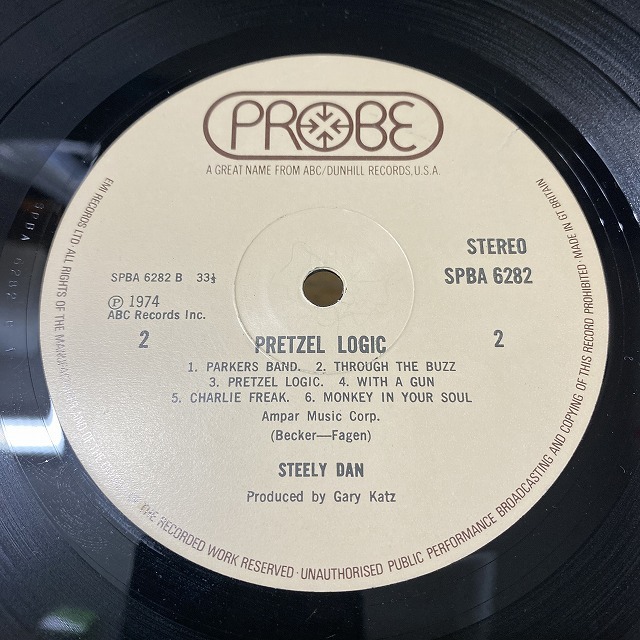 PROBE
A GREAT NAME FROM ABC/DUNHILL RECORDS, U.S.A.
STEREO
SPBA 6282 B 33⅓
SPBA 6282
Ⓟ 1974
ABC Records Inc.
2
2
PRETZEL LOGIC
1. PARKERS BAND. 2. THROUGH THE BUZZ
3. PRETZEL LOGIC. 4. WITH A GUN
5. CHARLIE FREAK. 6. MONKEY IN YOUR SOUL
Ampar Music Corp.
(Becker—Fagen)
STEELY DAN
Produced by Gary Katz
EMI RECORDS LTD ALL RIGHTS OF THE
RECORDED WORK RESERVED · UNAUTHORISED PUBLIC PERFORMANCE BROADCASTING AND COPYING OF THIS RECORD PROHIBITED MADE IN GT BRITAIN
SPBA 6282